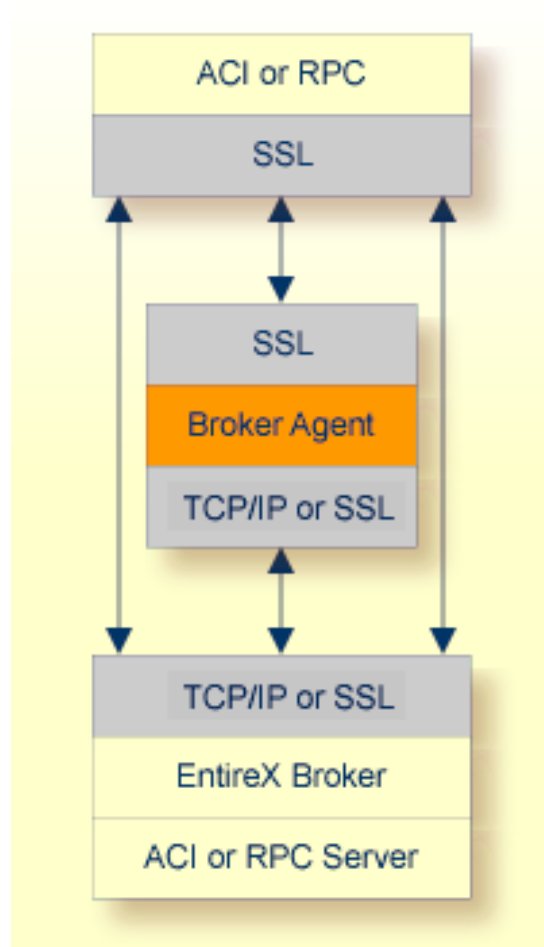 ACI or RPC
SSL
SSL
Broker Agent
TCP/IP or SSL
TCP/IP or SSL
EntireX Broker
ACI or RPC Server